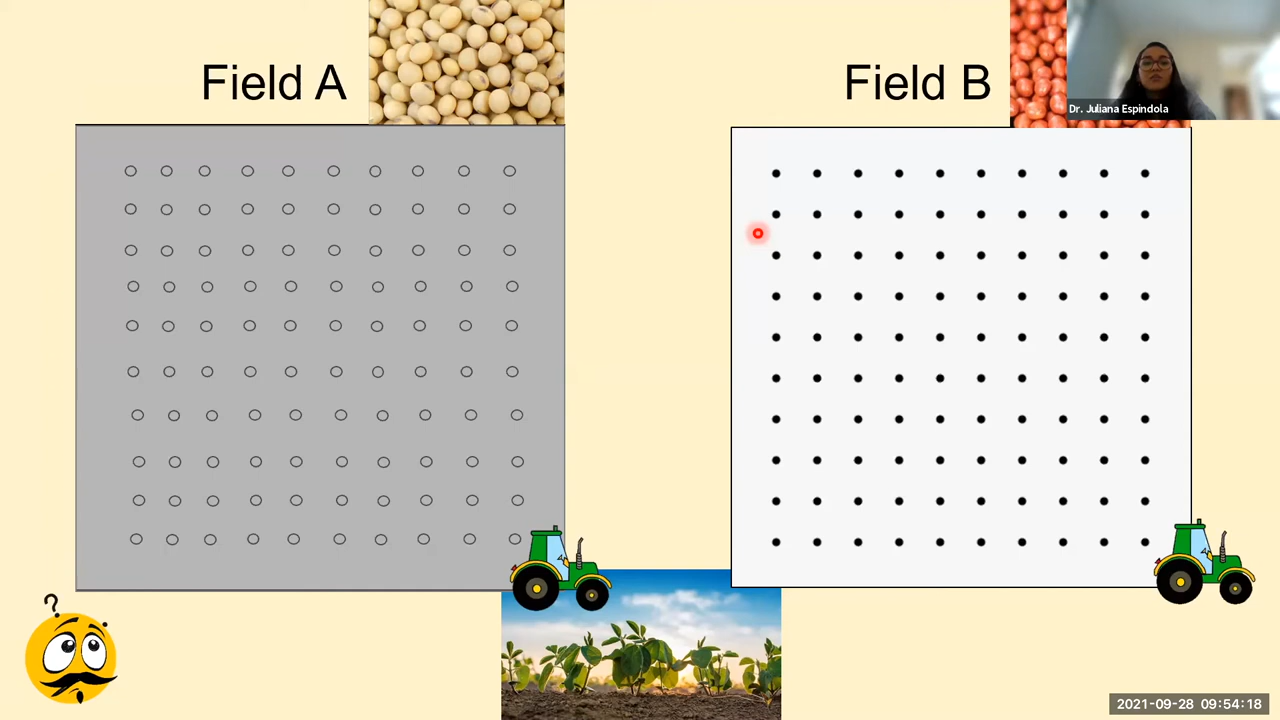 Field A
Field B
Dr. Juliana Espindola
?
2021-09-28 09:54:18